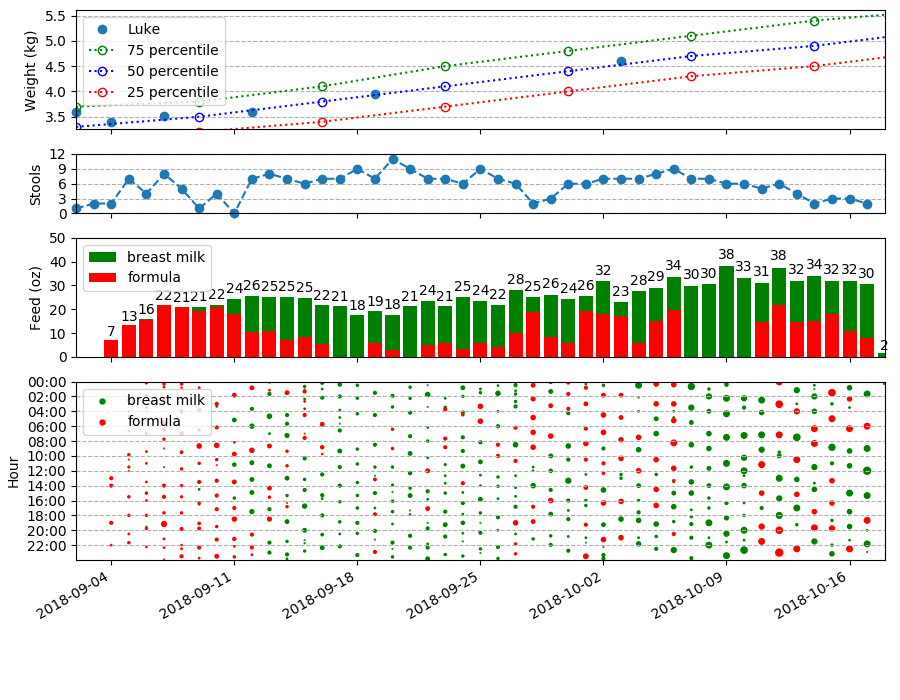 5.5
5.0
4.5
4.0
3.5
Weight (kg)
Luke
75 percentile
50 percentile
25 percentile
12
9
6
3
0
Stools
50
40
30
20
10
0
Feed (oz)
breast milk
formula
7 13 16 22 21 21 22 24 26 25 25 25 22 21 18 19 18 21 24 21 25 24 22 28 25 26 24 26 32 23 28 29 34 30 30 38 33 31 38 32 34 32 32 30 2
00:00
02:00
04:00
06:00
08:00
10:00
12:00
14:00
16:00
18:00
20:00
22:00
Hour
breast milk
formula
2018-09-04 2018-09-11 2018-09-18 2018-09-25 2018-10-02 2018-10-09 2018-10-16